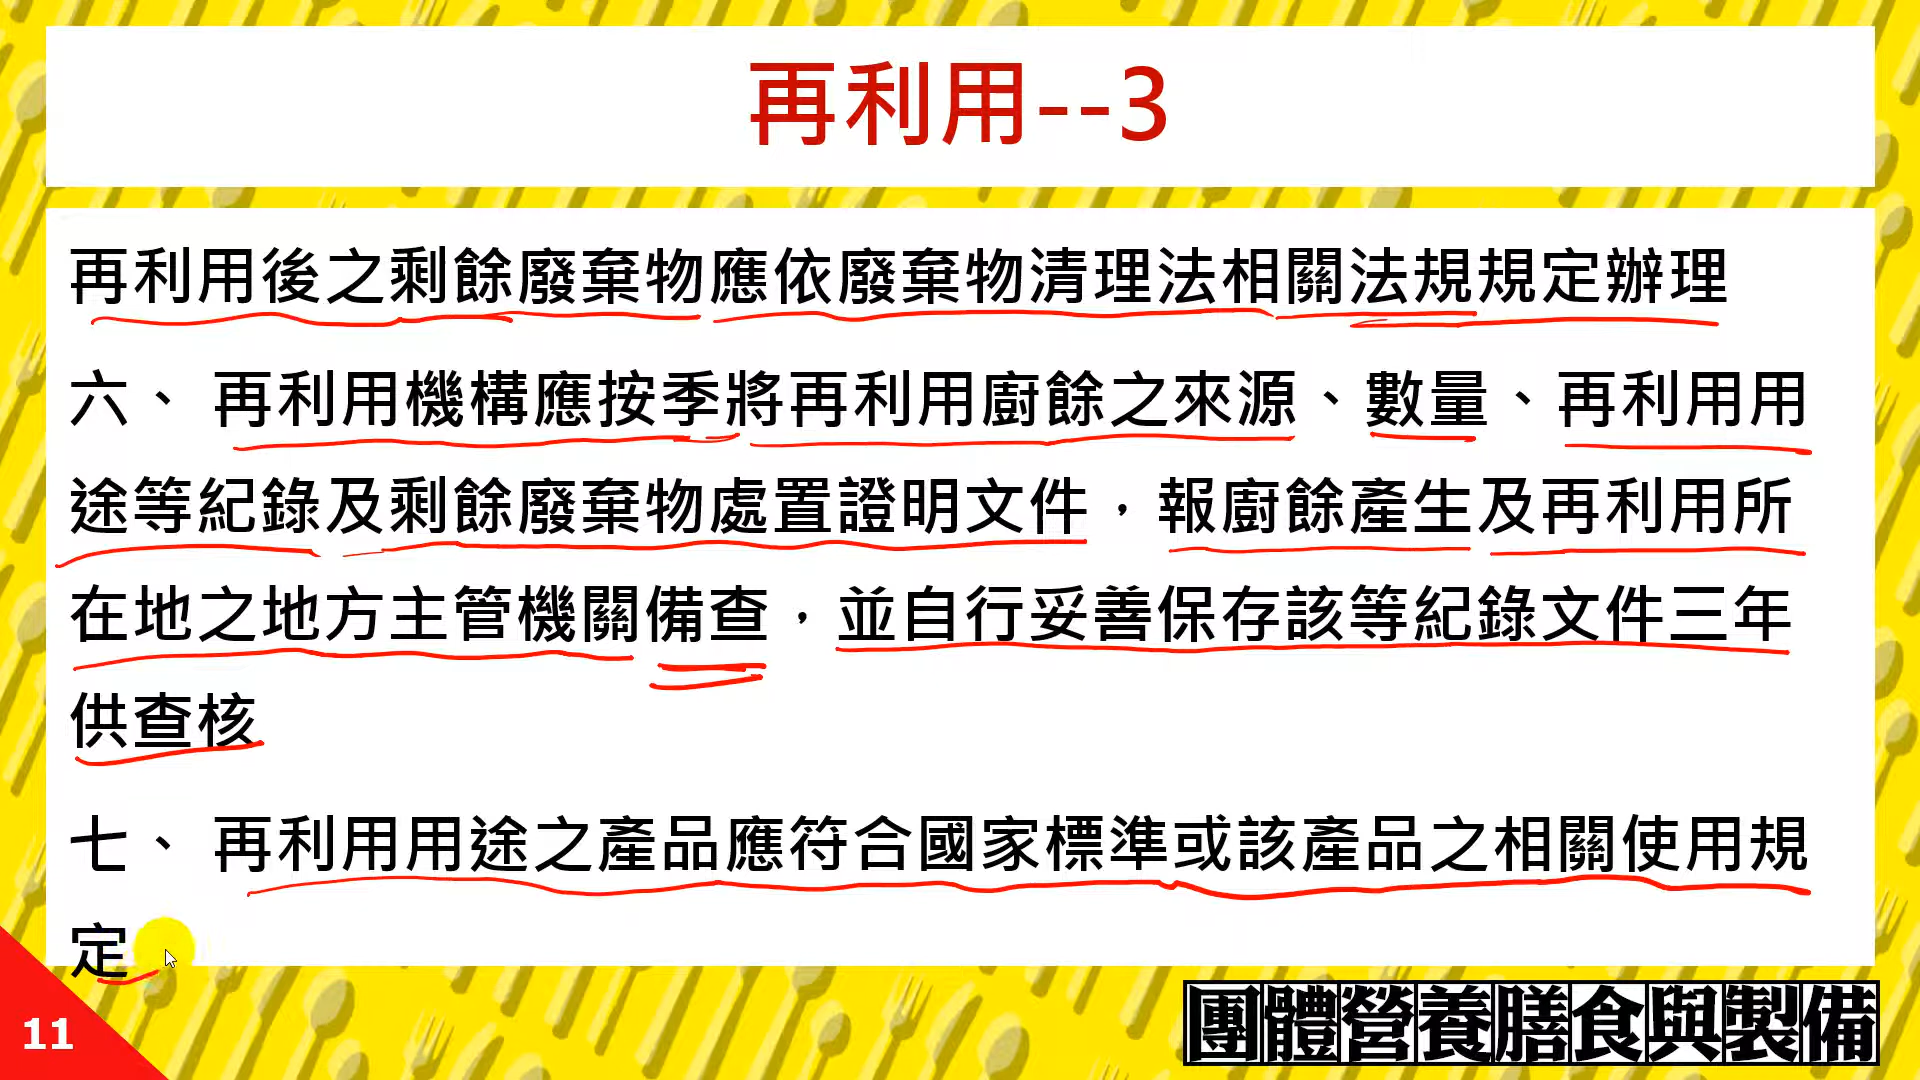 再利用--3
再利用後之剩餘廢棄物應依廢棄物清理法相關法規規定辦理
六、 再利用機構應按季將再利用廚餘之來源、數量、再利用用
途等紀錄及剩餘廢棄物處置證明文件，報廚餘產生及再利用所
在地之地方主管機關備查，並自行妥善保存該等紀錄文件三年
供查核
七、 再利用用途之產品應符合國家標準或該產品之相關使用規
定
11
團體營養膳食與製備